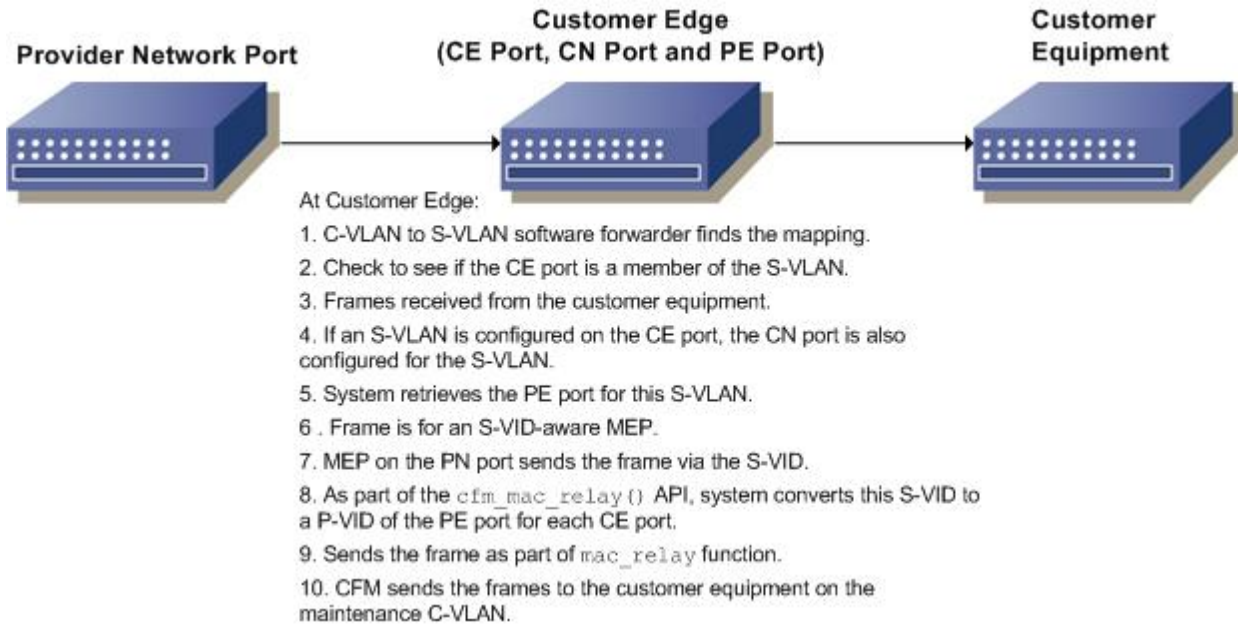 Provider Network Port
Customer Edge
(CE Port, CN Port and PE Port)
Customer
Equipment
At Customer Edge:
1. C-VLAN to S-VLAN software forwarder finds the mapping.
2. Check to see if the CE port is a member of the S-VLAN.
3. Frames received from the customer equipment.
4. If an S-VLAN is configured on the CE port, the CN port is also
configured for the S-VLAN.
5. System retrieves the PE port for this S-VLAN.
6 . Frame is for an S-VID-aware MEP.
7. MEP on the PN port sends the frame via the S-VID.
8. As part of the cfm_mac_relay() API, system converts this S-VID to
a P-VID of the PE port for each CE port.
9. Sends the frame as part of mac_relay function.
10. CFM sends the frames to the customer equipment on the
maintenance C-VLAN.